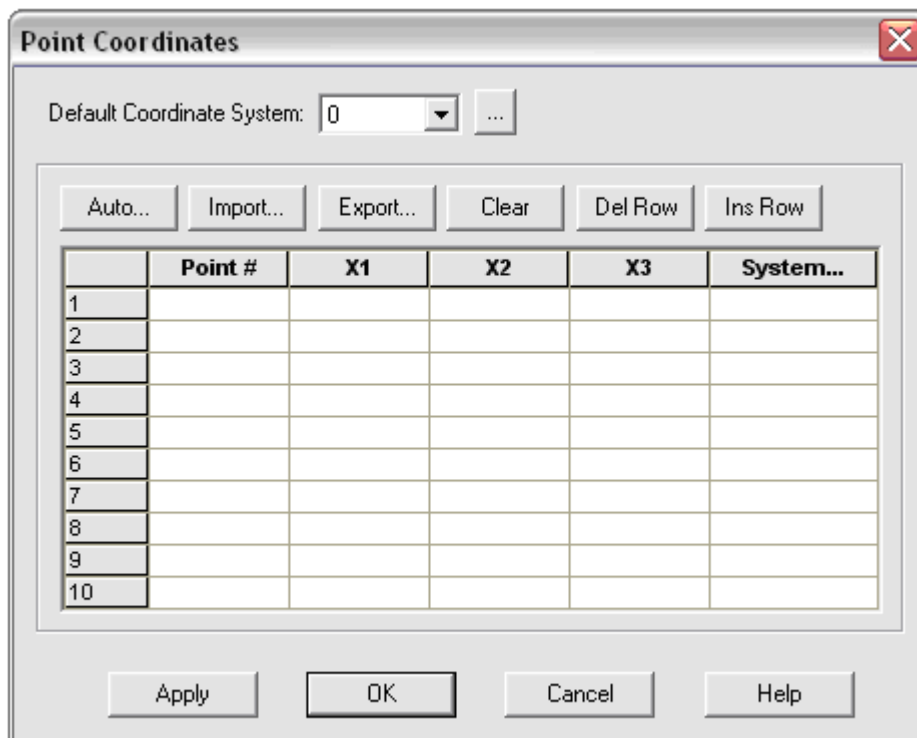 Point Coordinates
Default Coordinate System: 0 ...
Auto... Import... Export... Clear Del Row Ins Row
Point # X1 X2 X3 System...
1
2
3
4
5
6
7
8
9
10
Apply OK Cancel Help